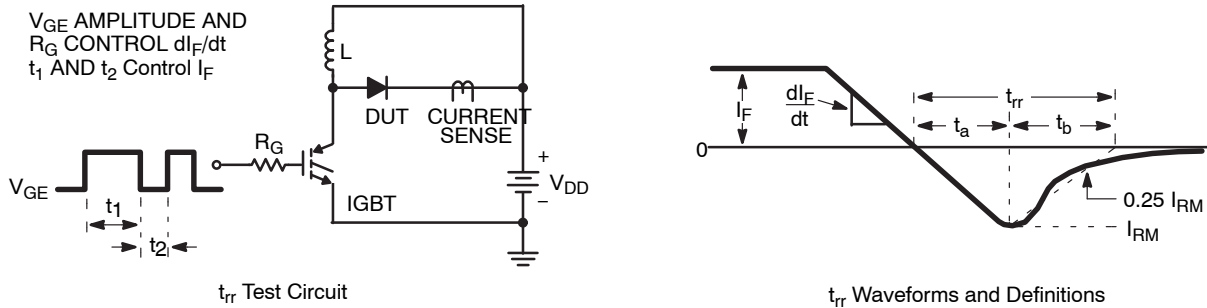 V_GE AMPLITUDE AND
R_G CONTROL dI_F/dt
t_1 AND t_2 Control I_F
L
DUT
CURRENT
SENSE
R_G
V_GE
IGBT
+
V_DD
–
t_1
t_2
t_rr Test Circuit
I_F
dI_F
dt
t_rr
t_a
t_b
0
0.25 I_RM
I_RM
t_rr Waveforms and Definitions